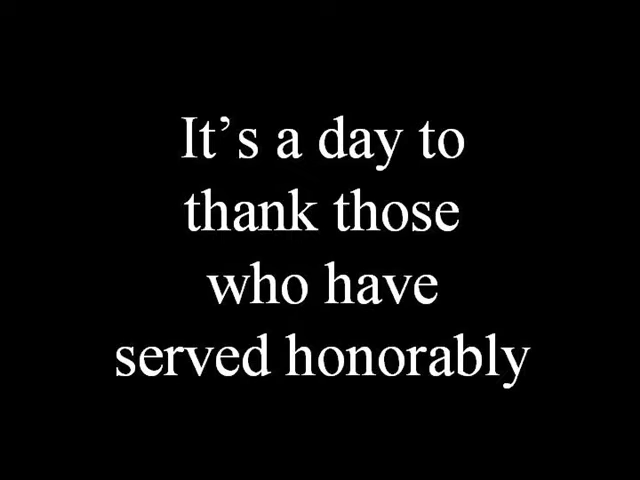 It’s a day to
thank those
who have
served honorably